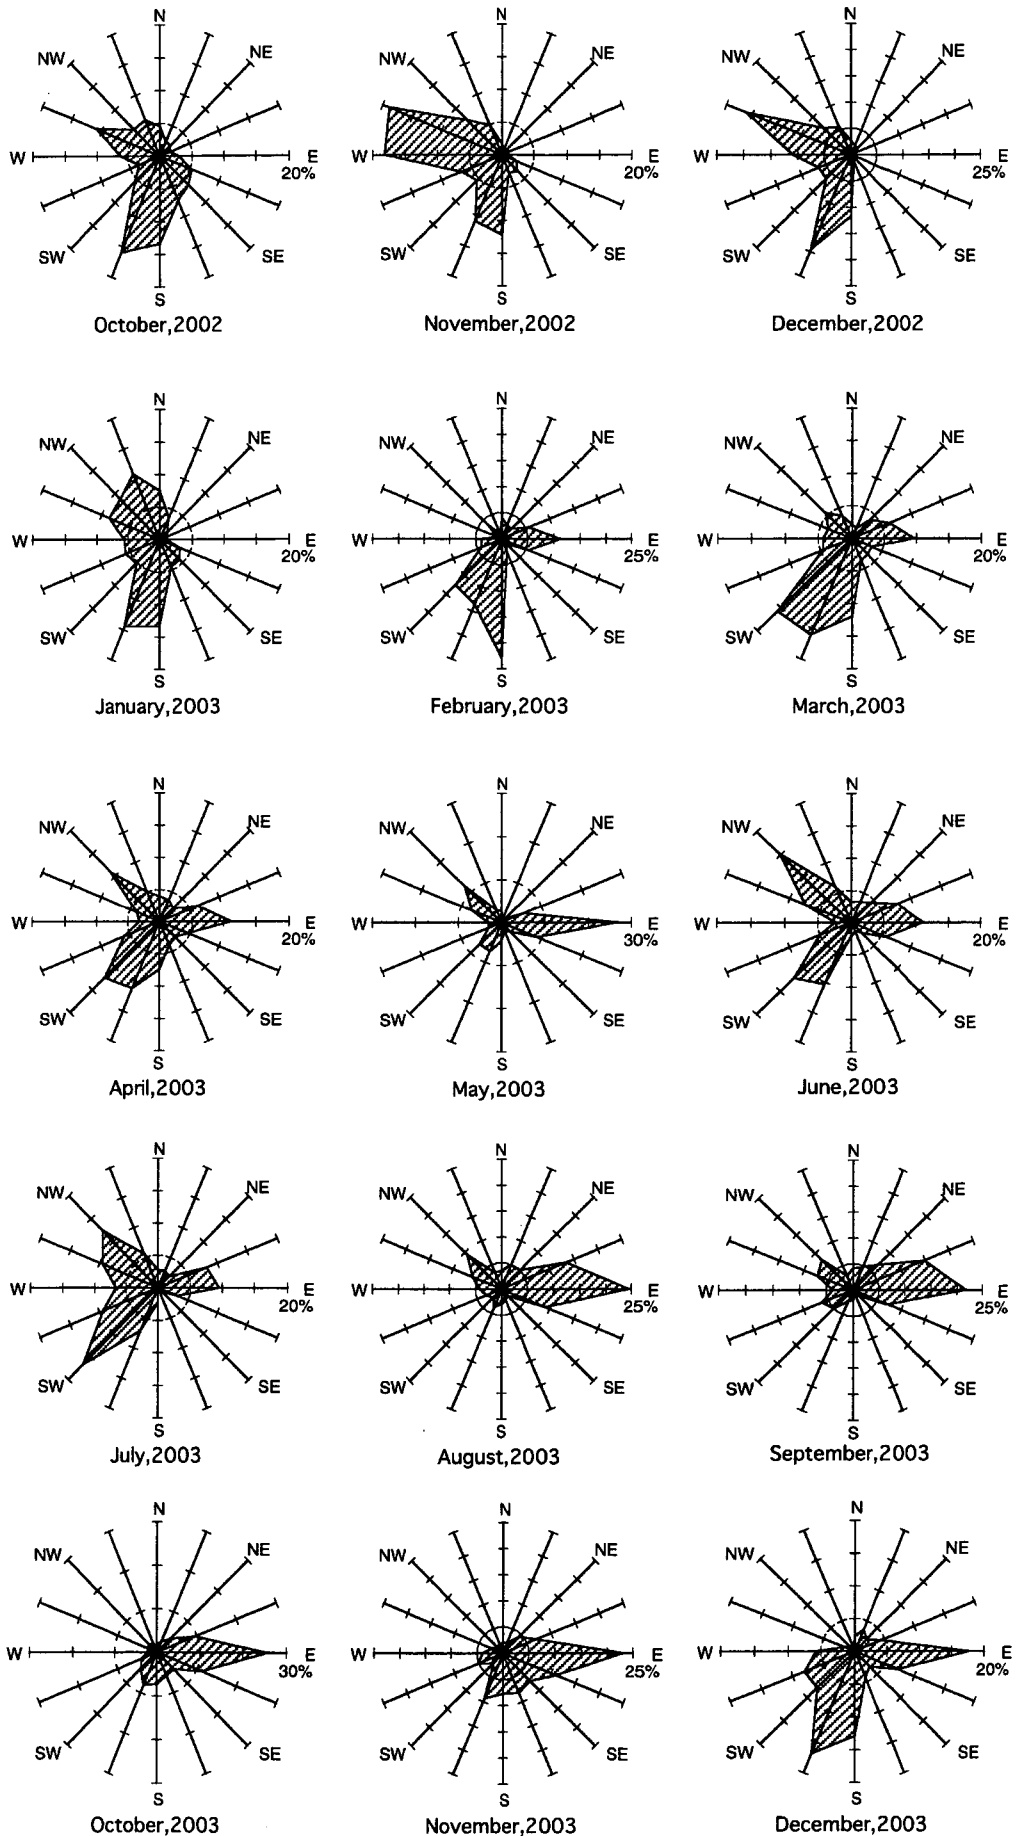 N N N
NW NE NW NE NW NE
W E W E W E
20% 20% 25%
SW SE SW SE SW SE
S S S
October,2002 November,2002 December,2002
N N N
NW NE NW NE NW NE
W E W E W E
20% 25% 20%
SW SE SW SE SW SE
S S S
January,2003 February,2003 March,2003
N N N
NW NE NW NE NW NE
W E W E W E
20% 30% 20%
SW SE SW SE SW SE
S S S
April,2003 May,2003 June,2003
N N N
NW NE NW NE NW NE
W E W E W E
20% 25% 25%
SW SE SW SE SW SE
S S S
July,2003 August,2003 September,2003
N N N
NW NE NW NE NW NE
W E W E W E
30% 25% 20%
SW SE SW SE SW SE
S S S
October,2003 November,2003 December,2003